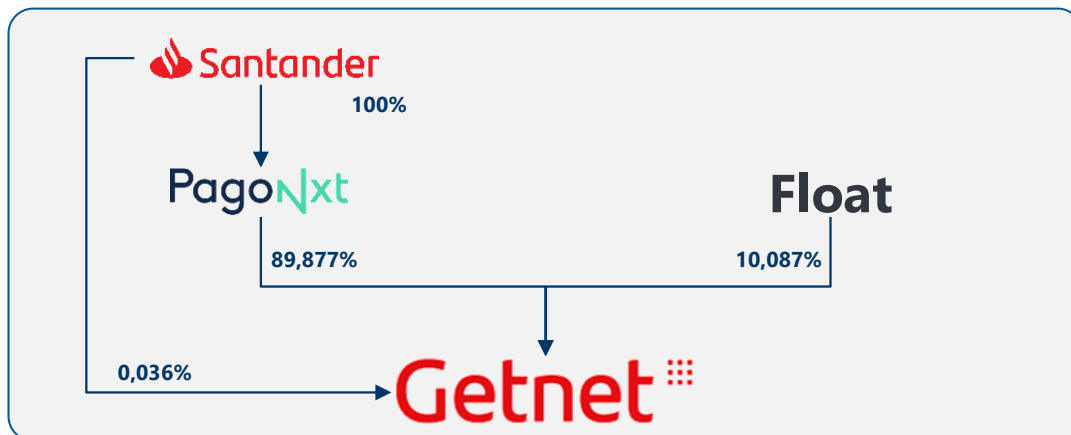 Santander
100%
PagoNxt
Float
89,877%
10,087%
0,036%
Getnet